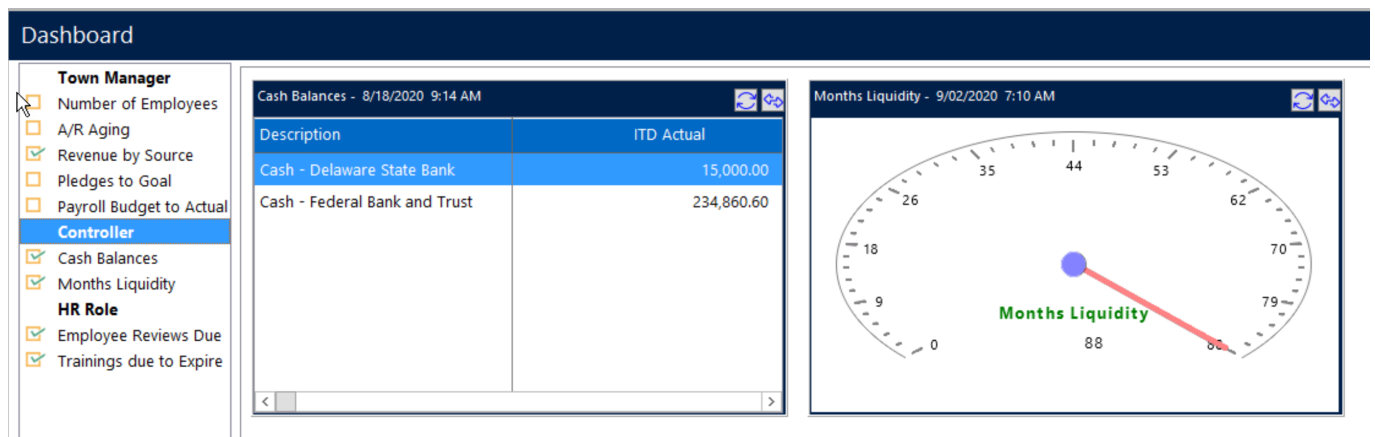 Dashboard
Town Manager
Number of Employees
A/R Aging
Revenue by Source
Pledges to Goal
Payroll Budget to Actual
Controller
Cash Balances
Months Liquidity
HR Role
Employee Reviews Due
Trainings due to Expire
Cash Balances - 8/18/2020 9:14 AM
Description ITD Actual
Cash - Delaware State Bank 15,000.00
Cash - Federal Bank and Trust 234,860.60
Months Liquidity - 9/02/2020 7:10 AM
44
35 53
26 62
18 70
9 79
Months Liquidity
0 88